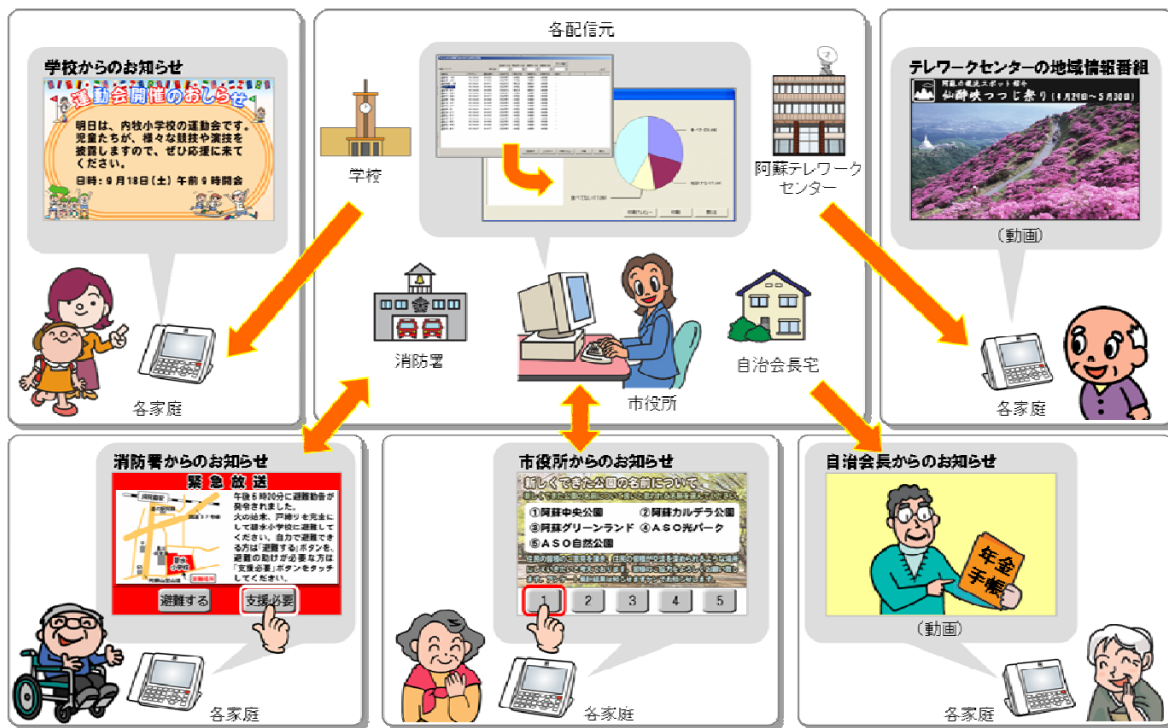 各配信元
学校からのお知らせ
運動会開催のおしらせ
明日は、内牧小学校の運動会です。
児童たちが、様々な競技や演技を
披露しますので、ぜひ応援に来て
ください。
日時:9月18日(土)午前9時開会
各家庭
学校
阿蘇テレワーク
センター
消防署
市役所
自治会長宅
テレワークセンターの地域情報番組
仙酔峡つつじ祭り
(動画)
各家庭
消防署からのお知らせ
緊急放送
午後6時20分に避難勧告が
発令されました。
火の始末、戸締りを完全に
して碧水小学校に避難して
ください。自力で避難でき
る方は「避難する」ボタンを、
避難の助けが必要な方は
「支援必要」ボタンをタッチ
してください。
避難する
支援必要
各家庭
市役所からのお知らせ
新しくできた公園の名前について
①阿蘇中央公園 ②阿蘇カルデラ公園
③阿蘇グリーンランド ④ASO光パーク
⑤ASO自然公園
1 2 3 4 5
各家庭
自治会長からのお知らせ
年金
手帳
(動画)
各家庭